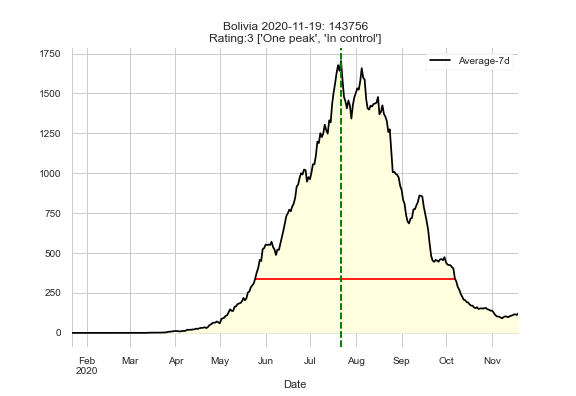 Bolivia 2020-11-19: 143756
Rating:3 ['One peak', 'In control']
Average-7d
1750
1500
1250
1000
750
500
250
0
Feb Mar Apr May Jun Jul Aug Sep Oct Nov
2020
Date